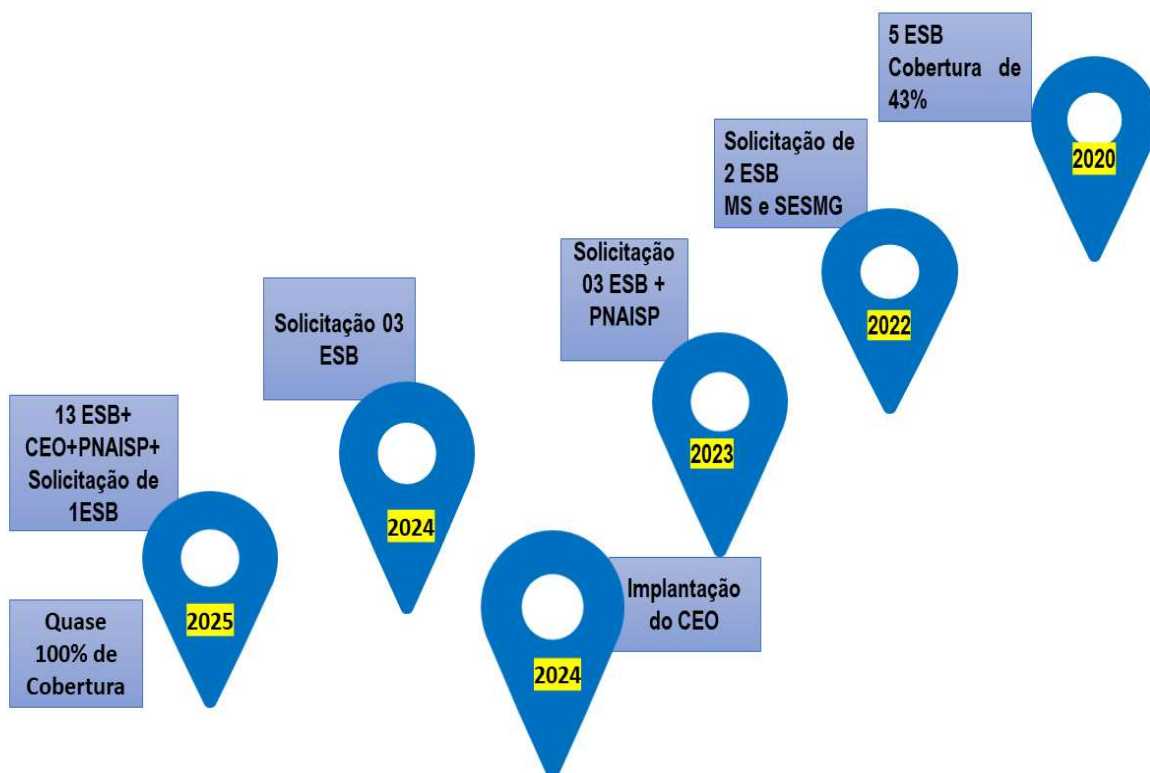 5 ESB
Cobertura de
43%
2020
Solicitação de
2 ESB
MS e SESMG
2022
Solicitação
03 ESB +
PNAISP
2023
Solicitação 03
ESB
2024
13 ESB+
CEO+PNAISP+
Solicitação de
1ESB
2025
Quase
100% de
Cobertura
Implantação
do CEO
2024